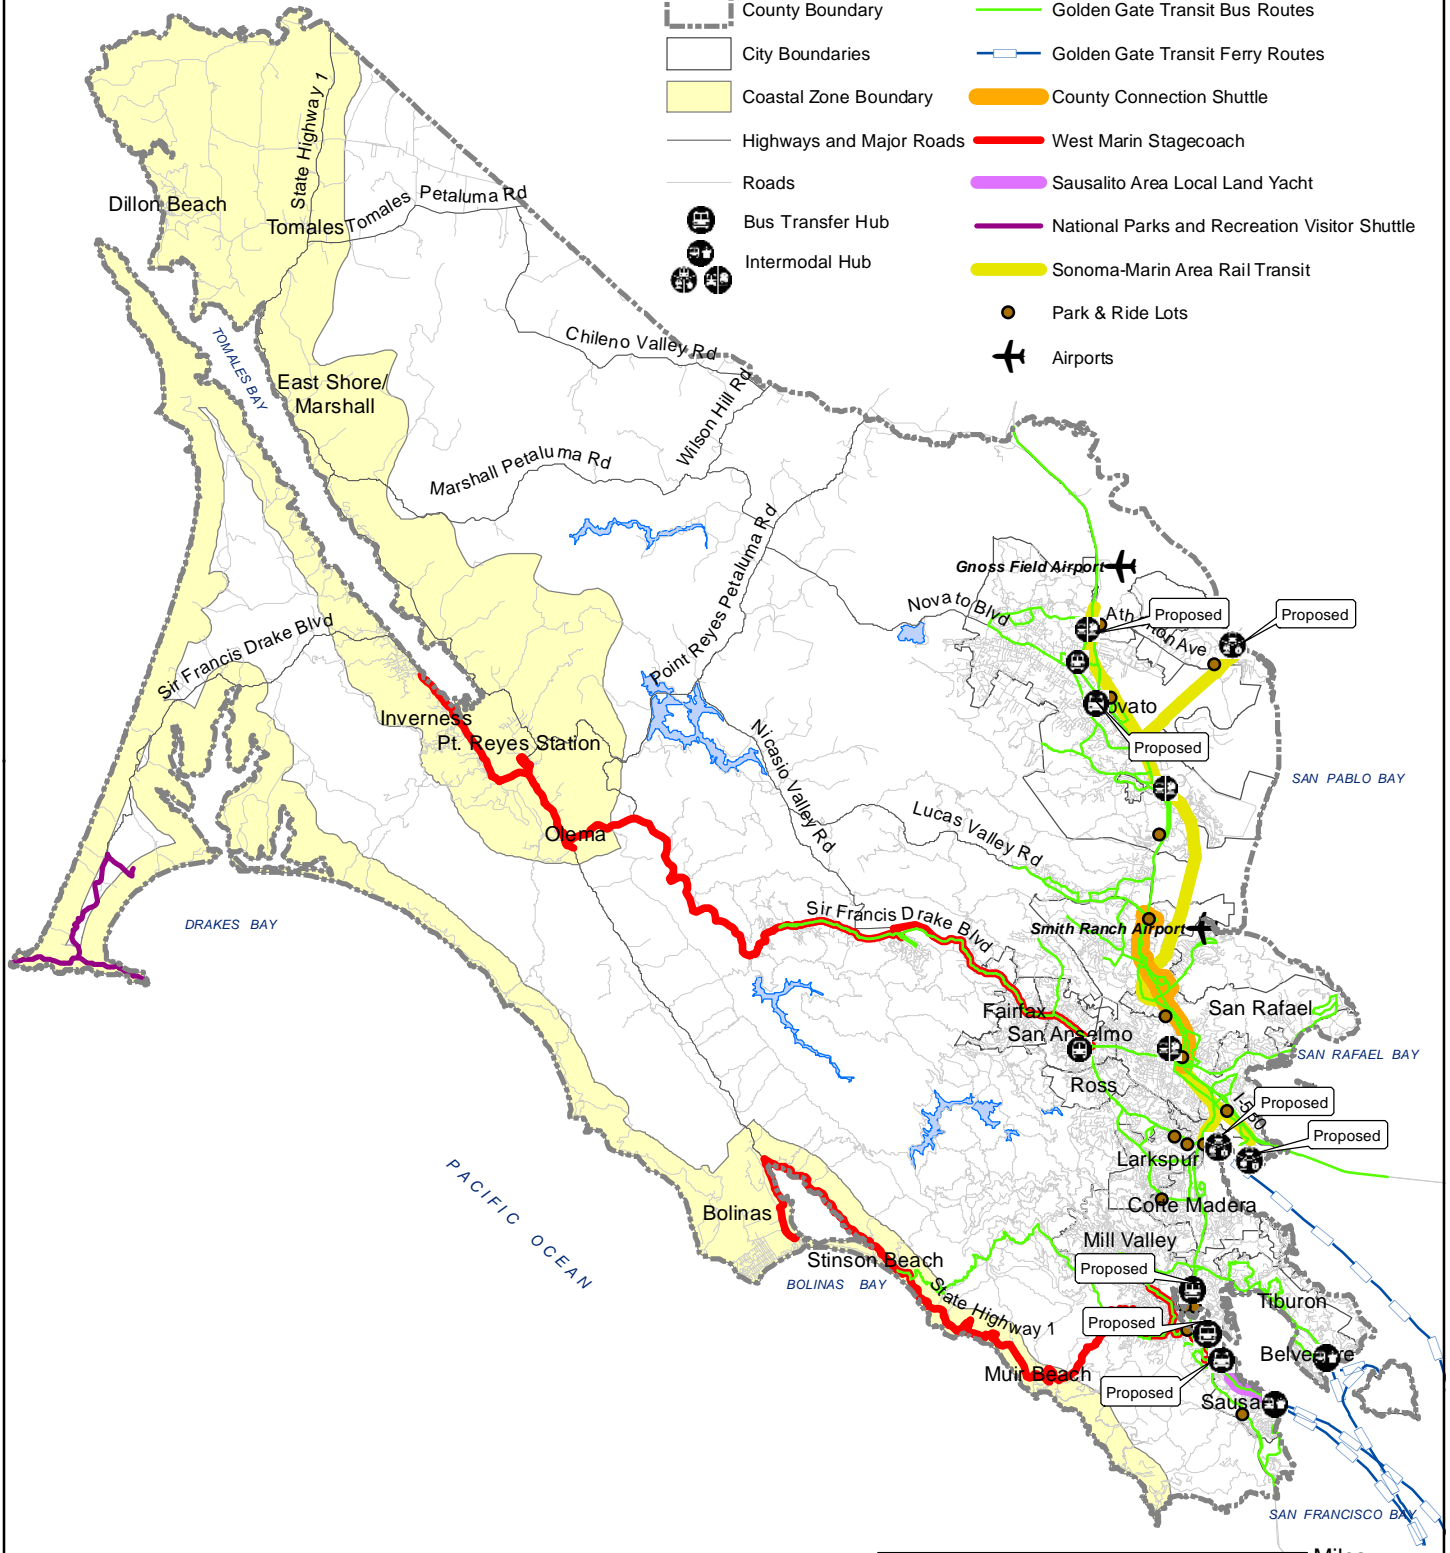 County Boundary
City Boundaries
Coastal Zone Boundary
Highways and Major Roads
Roads
Bus Transfer Hub
Intermodal Hub
Golden Gate Transit Bus Routes
Golden Gate Transit Ferry Routes
County Connection Shuttle
West Marin Stagecoach
Sausalito Area Local Land Yacht
National Parks and Recreation Visitor Shuttle
Sonoma-Marin Area Rail Transit
Park & Ride Lots
Airports
State Highway 1
Dillon Beach
Tomales
Tomales Petaluma Rd
TOMALES BAY
Chileno Valley Rd
East Shore/
Marshall
Wilson Hill Rd
Marshall Petaluma Rd
Point Reyes Petaluma Rd
Gnoss Field Airport
Novato Blvd
Proposed
Proposed
Sir Francis Drake Blvd
Inverness
Pt. Reyes Station
Proposed
Nicasio Valley Rd
SAN PABLO BAY
Olema
Lucas Valley Rd
DRAKES BAY
Sir Francis Drake Blvd
Smith Ranch Airport
Fairfax
San Rafael
San Anselmo
SAN RAFAEL BAY
Ross
I-580
Proposed
Proposed
Larkspur
PACIFIC OCEAN
Bolinas
Corte Madera
Mill Valley
Stinson Beach
Proposed
BOLINAS BAY
State Highway 1
Tiburon
Proposed
Muir Beach
Proposed
SAN FRANCISCO BAY
Miles